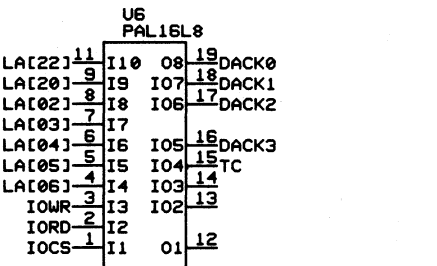 U6
PAL16L8
LA[22] 11 I10 O8 19 DACK0
LA[20] 9 I9 IO7 18 DACK1
LA[02] 8 I8 IO6 17 DACK2
LA[03] 7 I7
LA[04] 6 I6 IO5 16 DACK3
LA[05] 5 I5 IO4 15 TC
LA[06] 4 I4 IO3 14
IOWR 3 I3 IO2 13
IORD 2 I2
IOCS 1 I1 O1 12